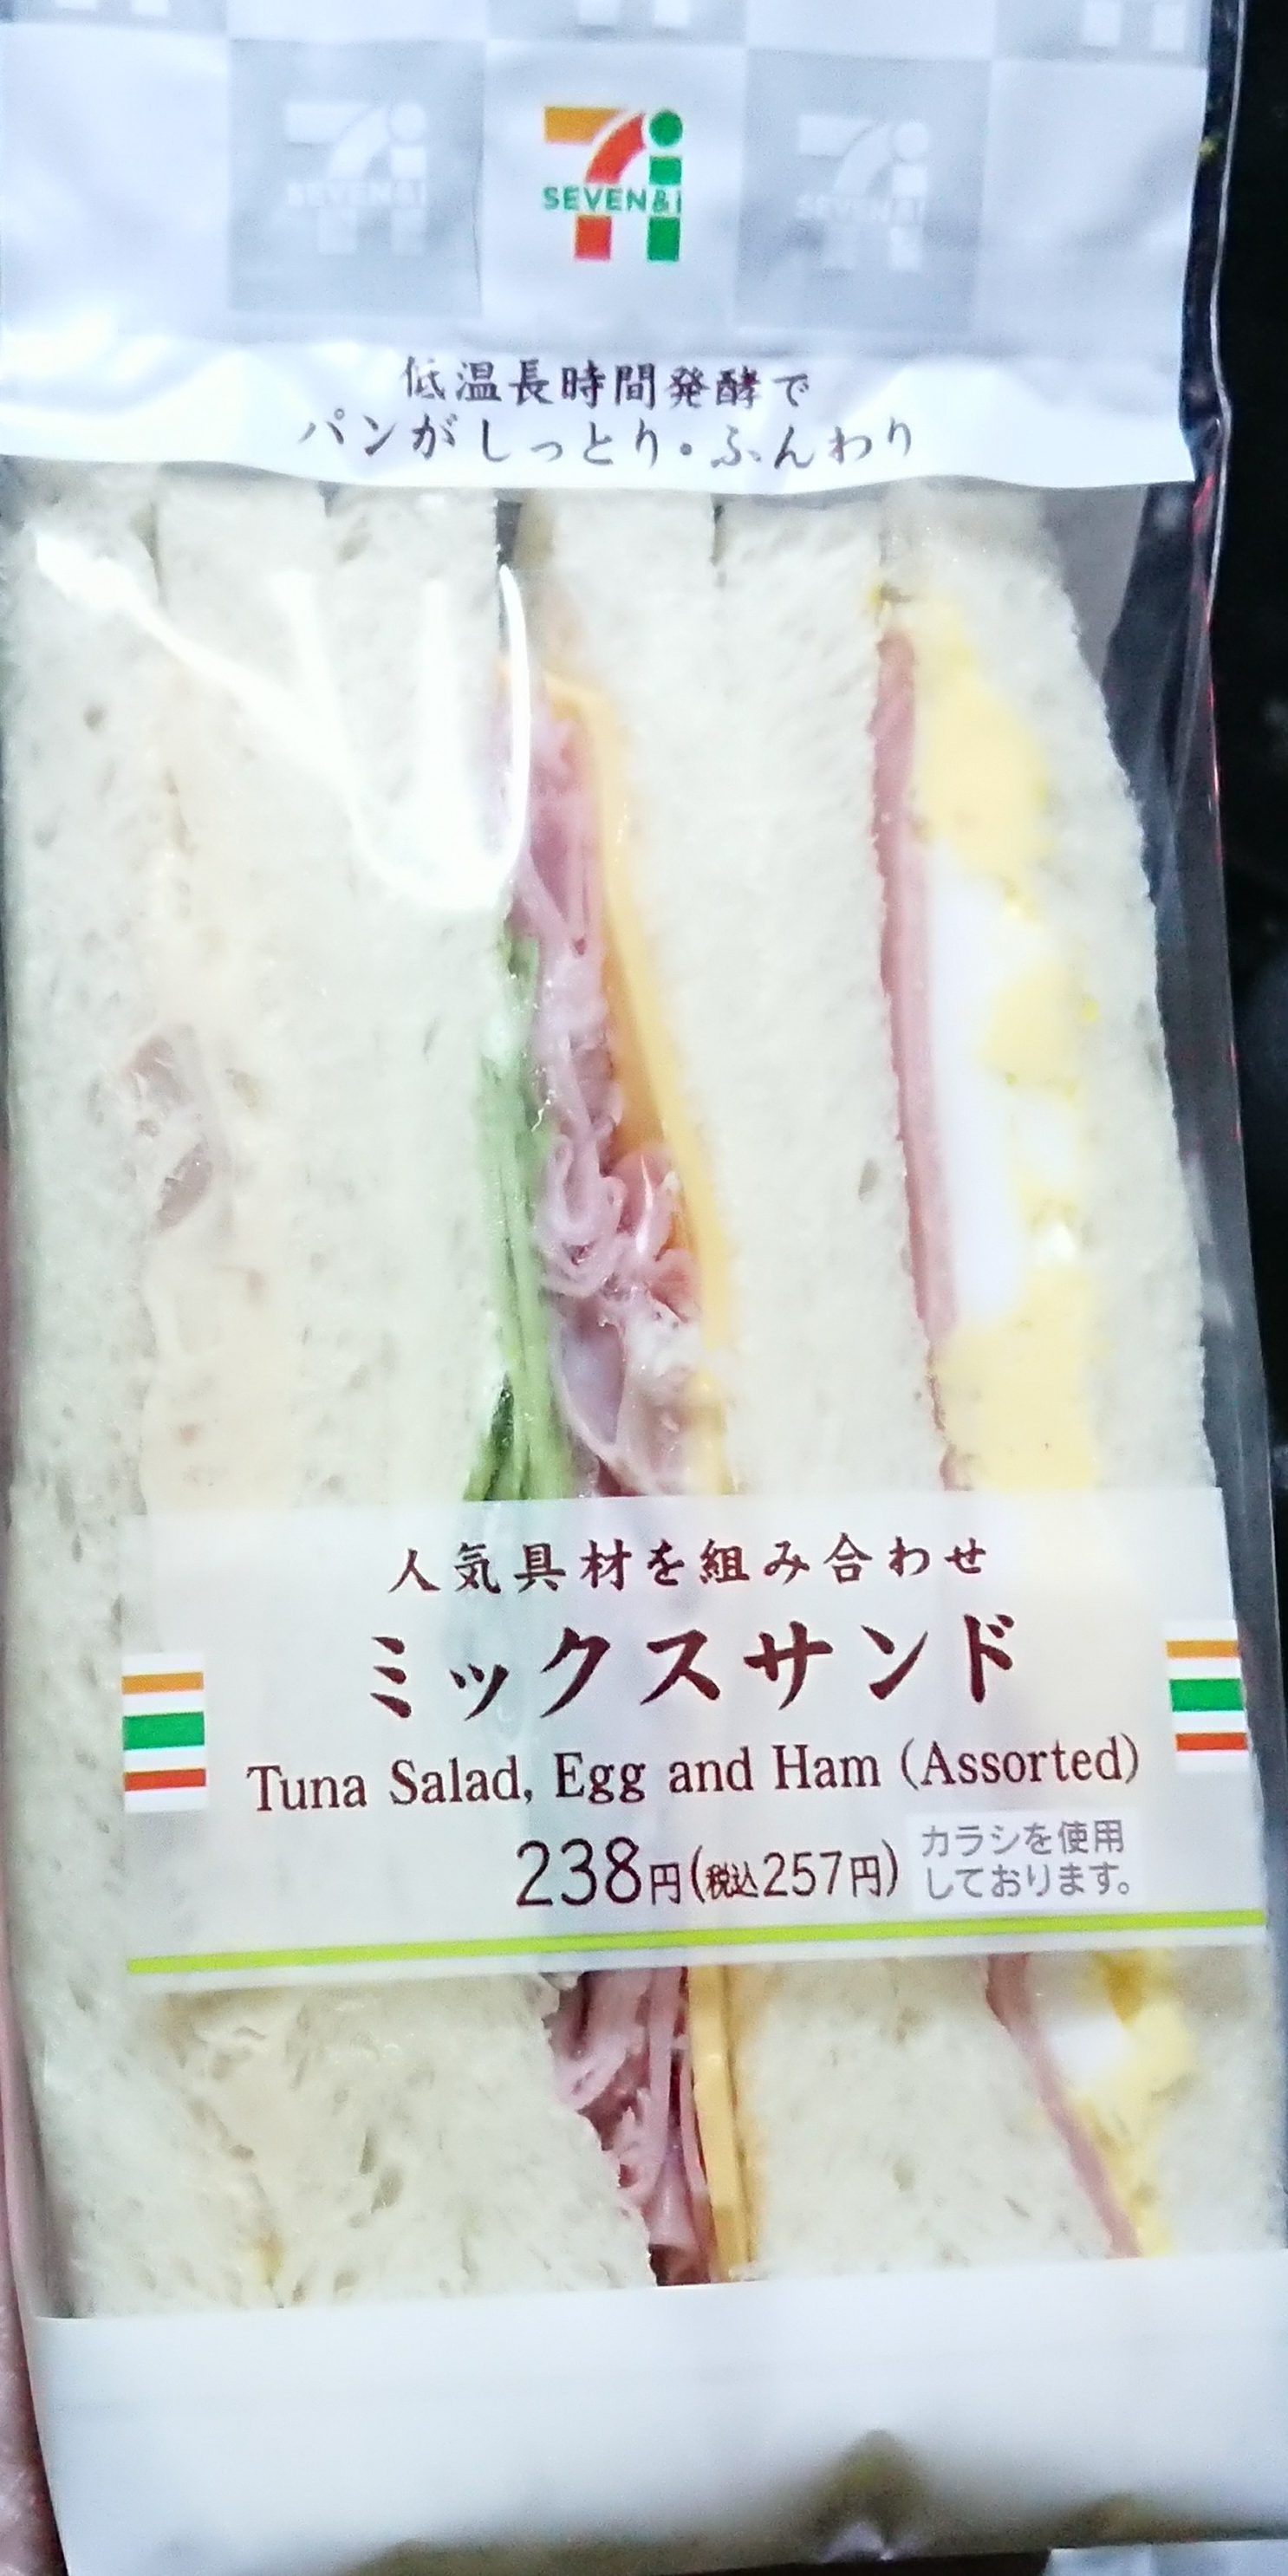 SEVEN&i
低温長時間発酵で
パンがしっとり・ふんわり
人気具材を組み合わせ
ミックスサンド
Tuna Salad, Egg and Ham (Assorted)
238円(税込257円)
カラシを使用
しております。